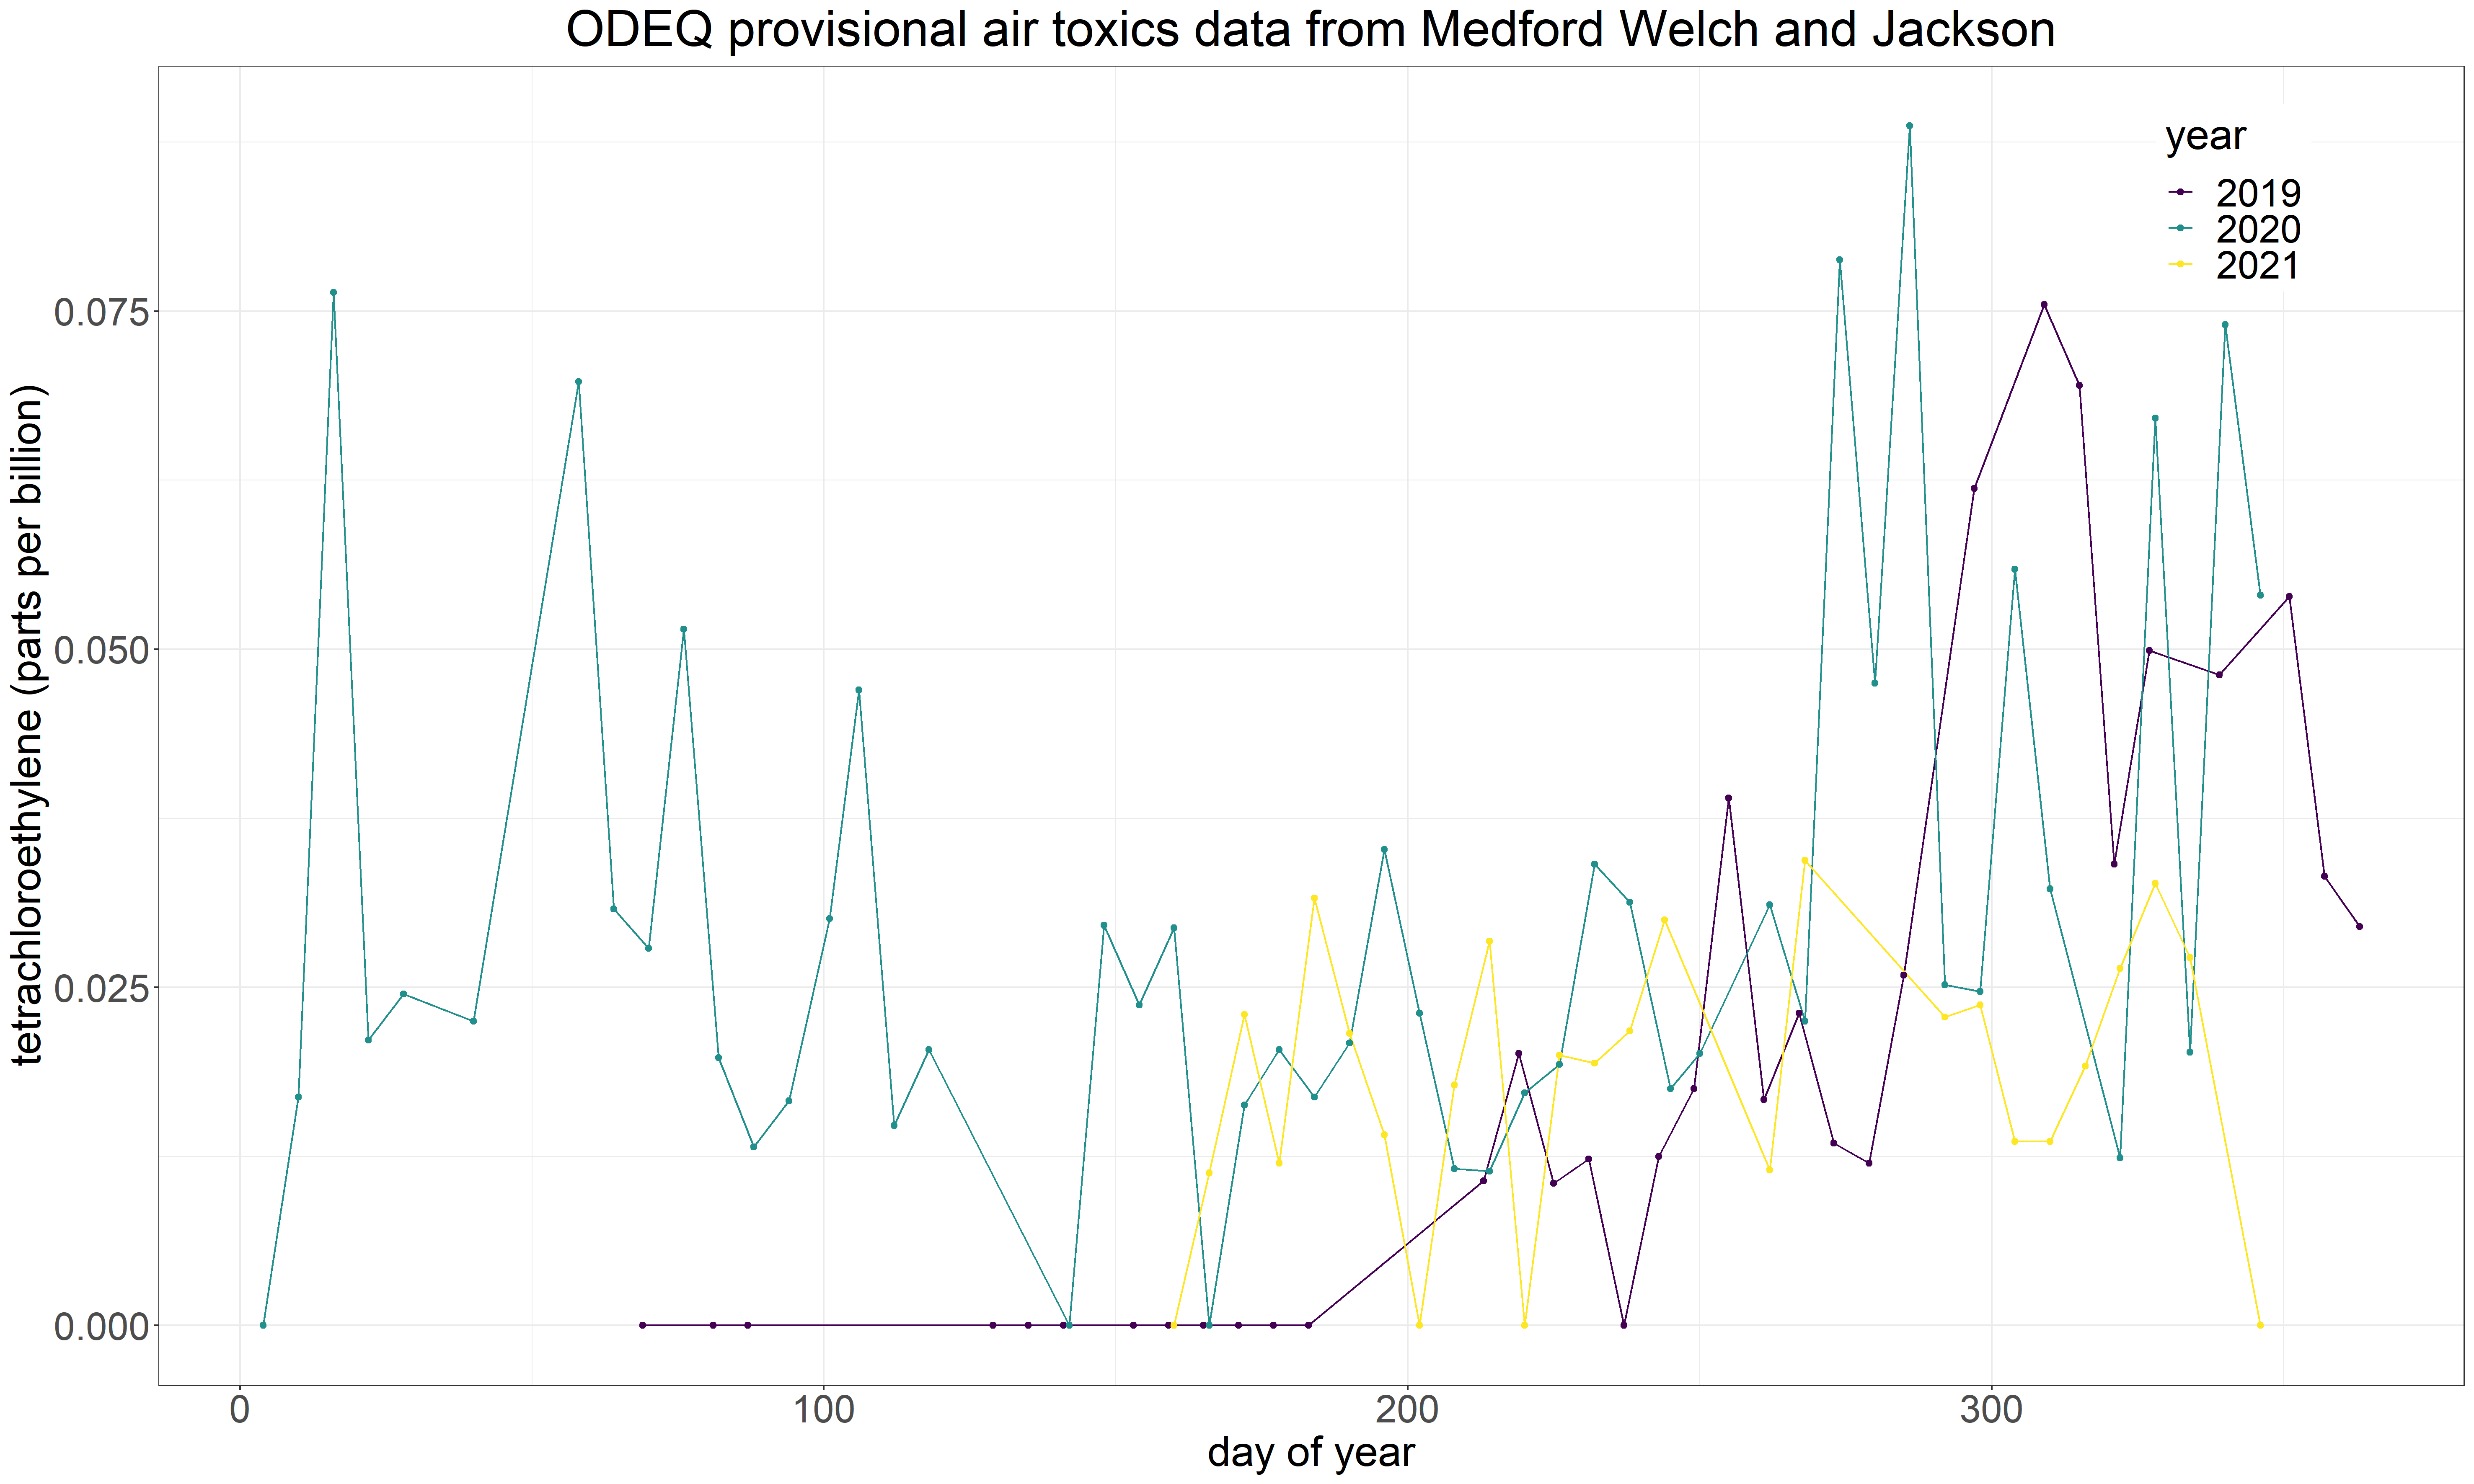 ODEQ provisional air toxics data from Medford Welch and Jackson
year
2019
2020
2021
0.075
0.050
0.025
0.000
tetrachloroethylene (parts per billion)
0 100 200 300
day of year